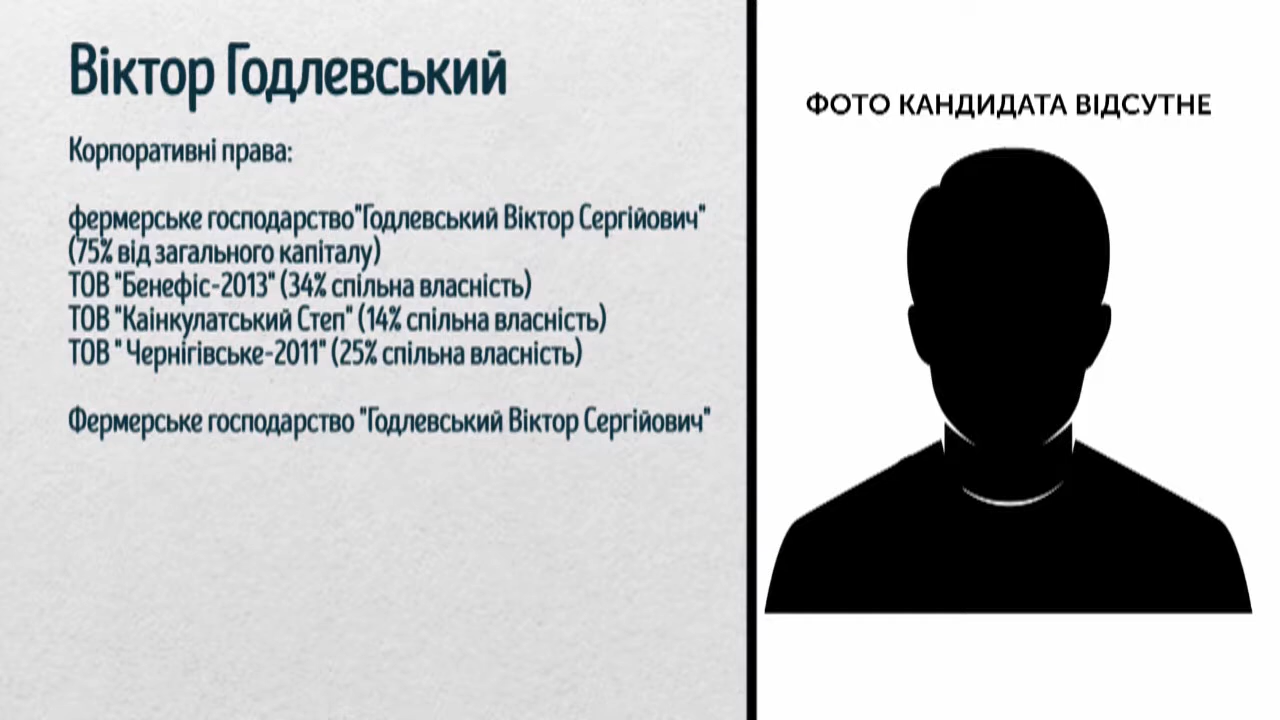 Віктор Годлевський
Корпоративні права:
фермерське господарство"Годлевський Віктор Сергійович"
(75% від загального капіталу)
ТОВ "Бенефіс-2013" (34% спільна власність)
ТОВ "Каінкулатський Степ" (14% спільна власність)
ТОВ " Чернігівське-2011" (25% спільна власність)
Фермерське господарство "Годлевський Віктор Сергійович"
ФОТО КАНДИДАТА ВІДСУТНЕ